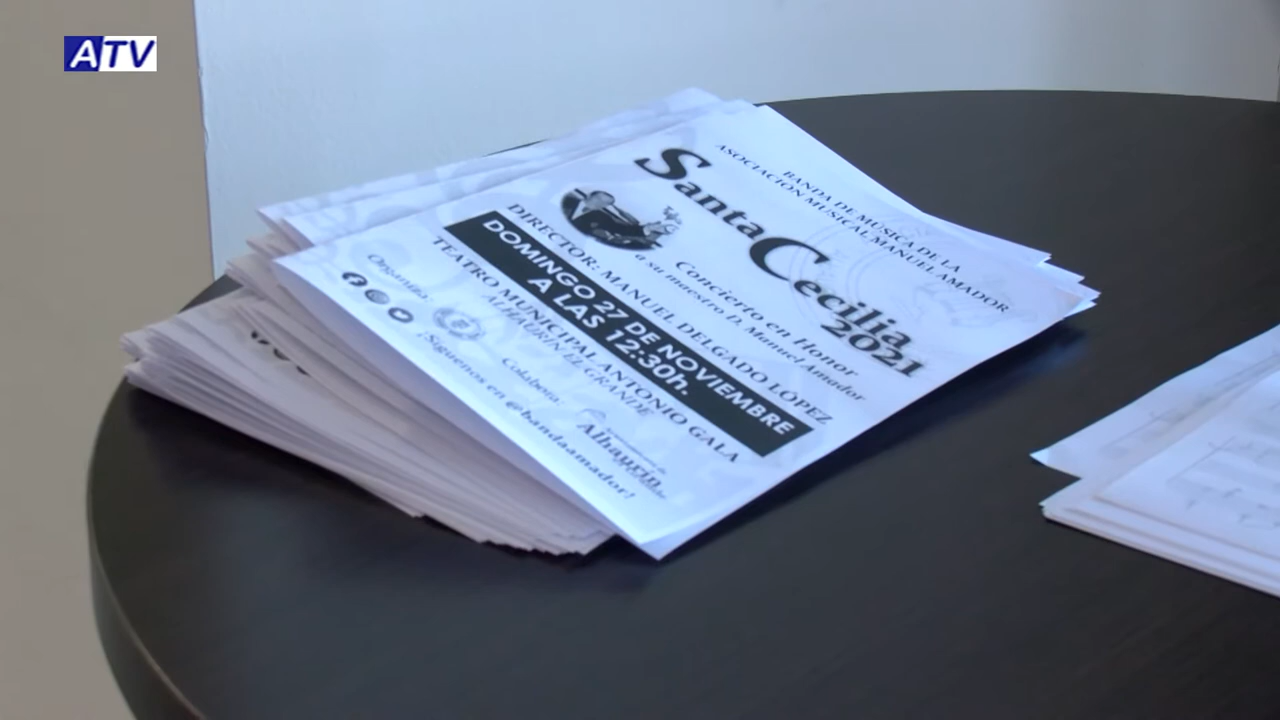 ATV
BANDA DE MÚSICA DE LA
ASOCIACIÓN MUSICAL MANUEL AMADOR
Santa Cecilia
2021
Concierto en Honor
a su maestro D. Manuel Amador
DIRECTOR: MANUEL DELGADO LÓPEZ
DOMINGO 27 DE NOVIEMBRE
A LAS 12:30h.
TEATRO MUNICIPAL ANTONIO GALA
ALHAURÍN EL GRANDE
Organiza:
Colabora:
Alhaurín
¡Síguenos en @bandaamador!